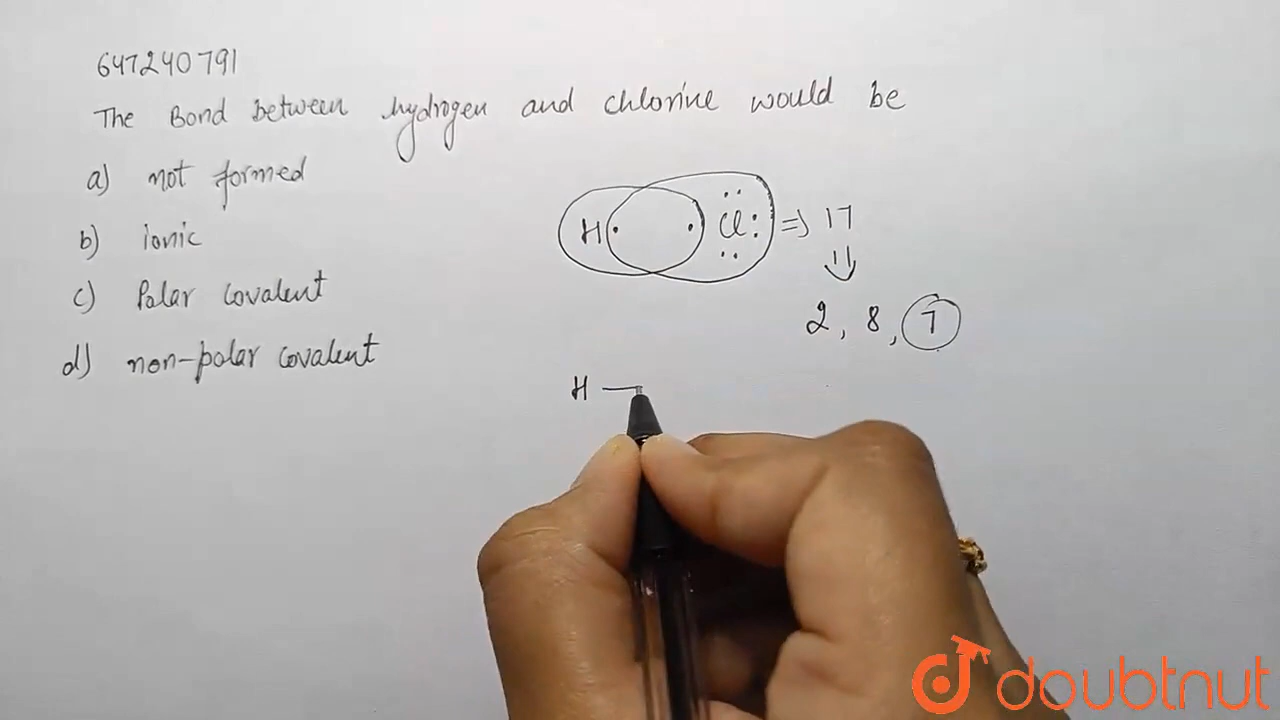 647240791
The Bond between hydrogen and chlorine would be
a) not formed
b) ionic
c) Polar covalent
d) non-polar covalent
H Cl ⇒ 17
2, 8, 7
H —
doubtnut